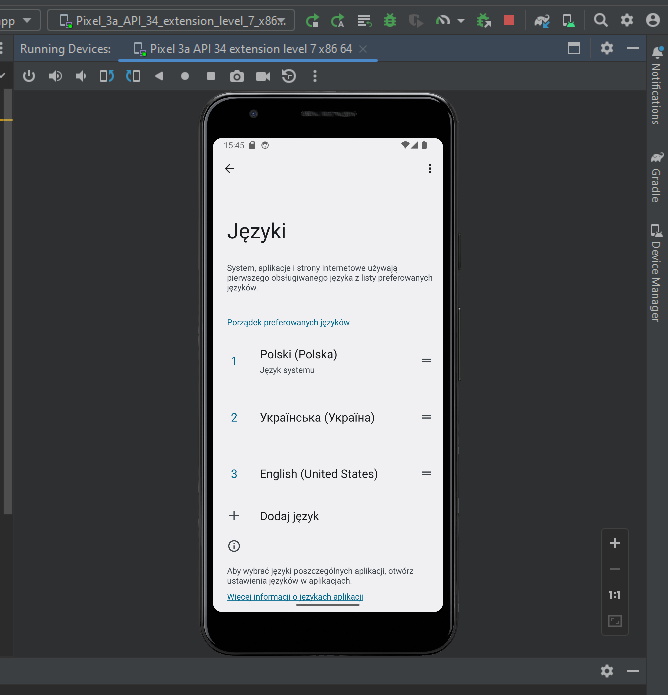 app
Pixel_3a_API_34_extension_level_7_x86...
Running Devices:
Pixel 3a API 34 extension level 7 x86 64
15:45
Języki
System, aplikacje i strony internetowe używają
pierwszego obsługiwanego języka z listy preferowanych
języków
Porządek preferowanych języków
1
Polski (Polska)
Język systemu
2
Українська (Україна)
3
English (United States)
Dodaj język
Aby wybrać języki poszczególnych aplikacji, otwórz
ustawienia języków w aplikacjach.
Więcej informacji o językach aplikacji
Notifications
Gradle
Device Manager
1:1